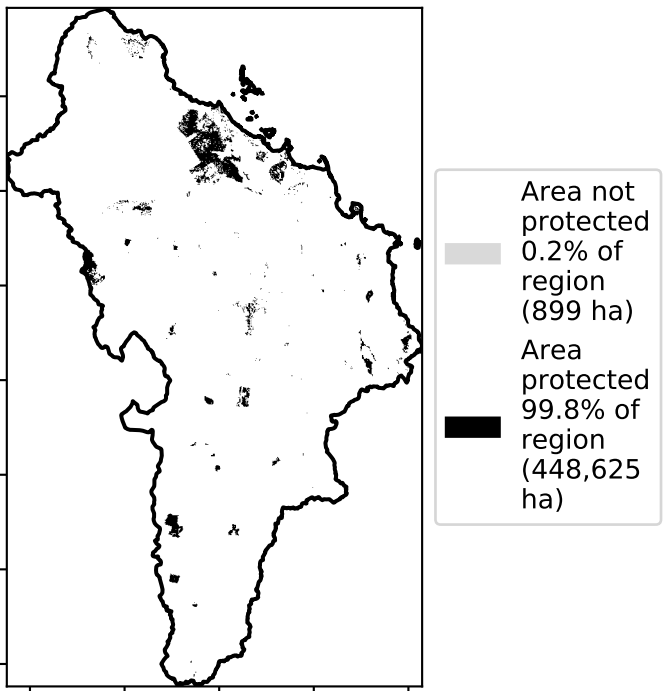 Area not
protected
0.2% of
region
(899 ha)
Area
protected
99.8% of
region
(448,625
ha)